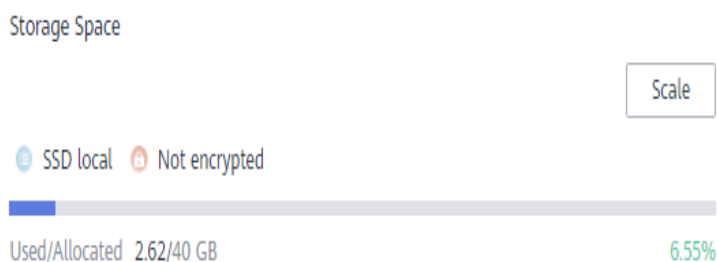 Storage Space
Scale
SSD local Not encrypted
Used/Allocated 2.62/40 GB 6.55%